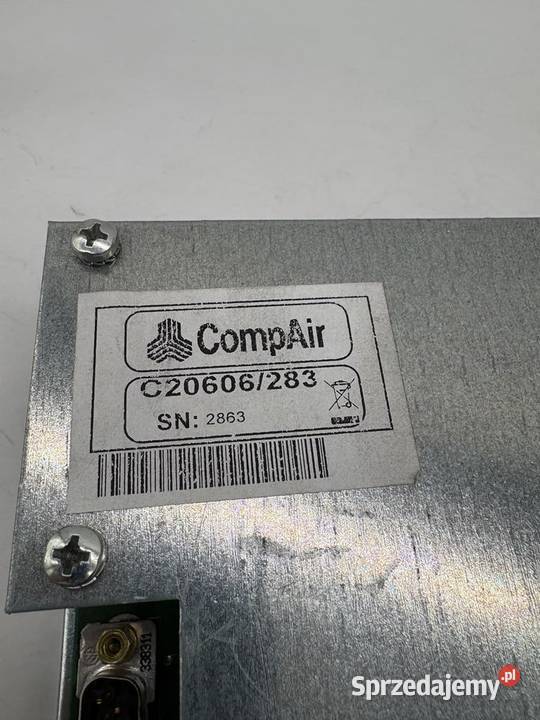 CompAir
C20606/283
SN: 2863
338311
Sprzedajemy.pl